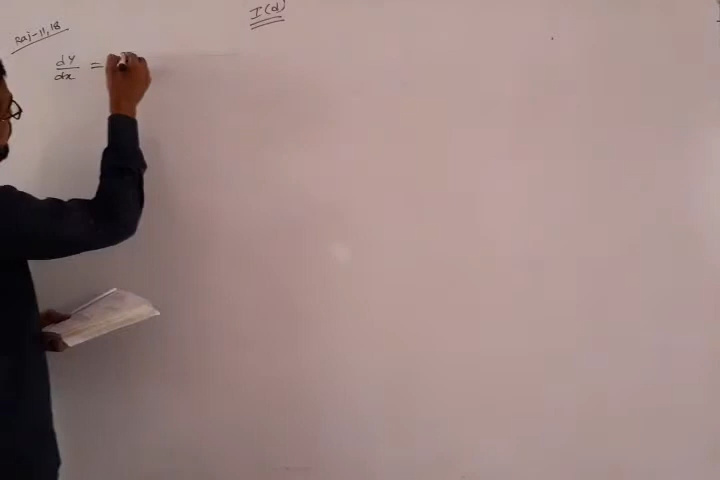 I(d)
Raj-11,18
dy/dx =